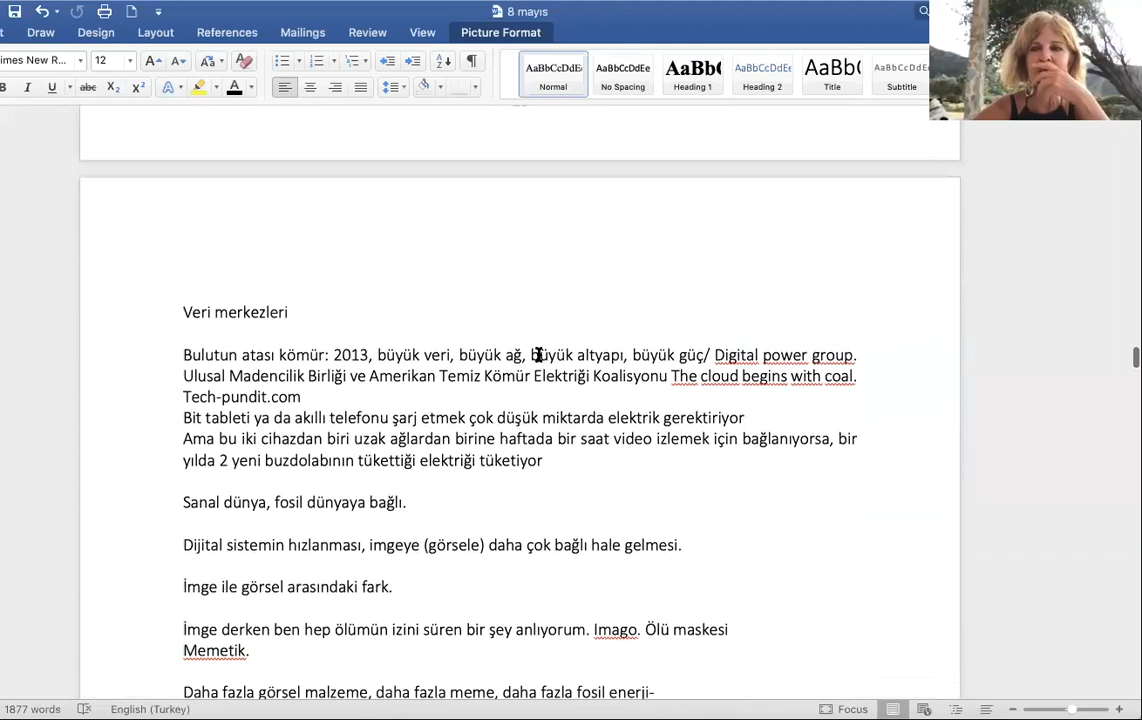 8 mayıs
Draw Design Layout References Mailings Review View Picture Format
imes New R... 12
AaBbCcDdEe AaBbCcDdEe AaBbC AaBbCcDdEe AaBb( AaBbCcDdEe
Normal No Spacing Heading 1 Heading 2 Title Subtitle
Veri merkezleri
Bulutun atası kömür: 2013, büyük veri, büyük ağ, büyük altyapı, büyük güç/ Digital power group.
Ulusal Madencilik Birliği ve Amerikan Temiz Kömür Elektriği Koalisyonu The cloud begins with coal.
Tech-pundit.com
Bit tableti ya da akıllı telefonu şarj etmek çok düşük miktarda elektrik gerektiriyor
Ama bu iki cihazdan biri uzak ağlardan birine haftada bir saat video izlemek için bağlanıyorsa, bir
yılda 2 yeni buzdolabının tükettiği elektriği tüketiyor
Sanal dünya, fosil dünyaya bağlı.
Dijital sistemin hızlanması, imgeye (görsele) daha çok bağlı hale gelmesi.
İmge ile görsel arasındaki fark.
İmge derken ben hep ölümün izini süren bir şey anlıyorum. Imago. Ölü maskesi
Memetik.
Daha fazla görsel malzeme, daha fazla meme, daha fazla fosil enerji-
1877 words English (Turkey) Focus